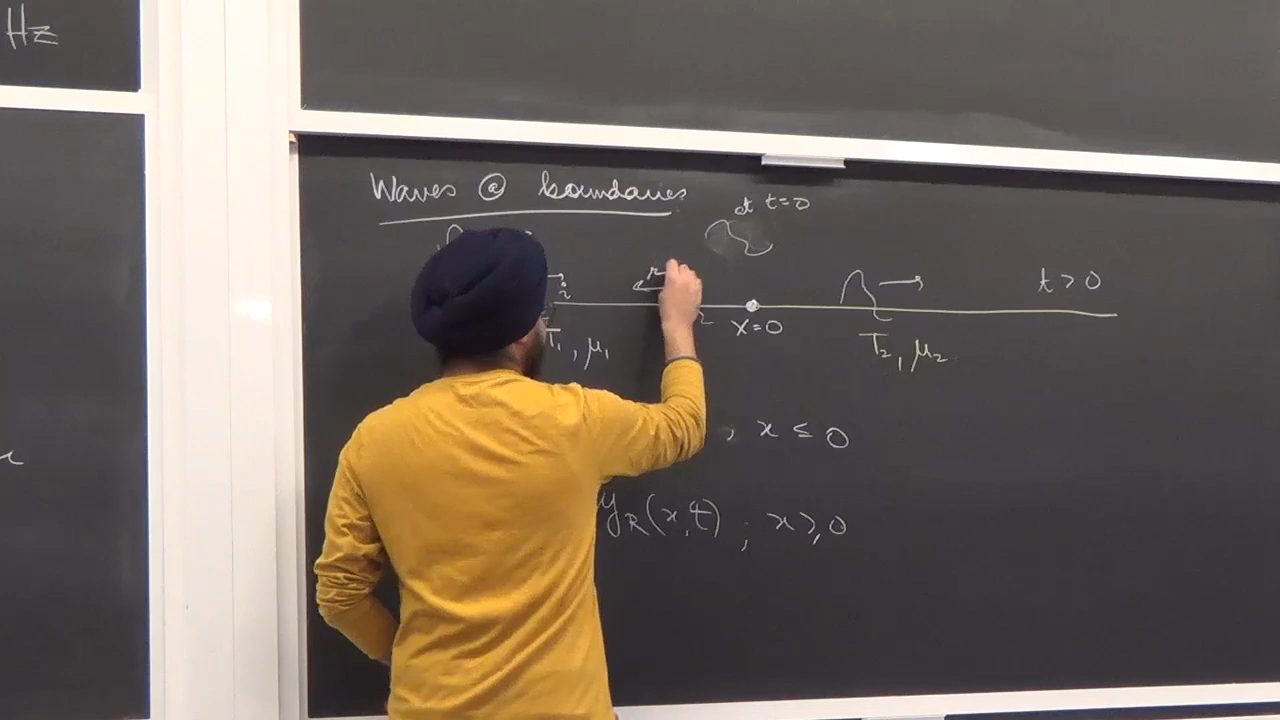 Hz
Waves @ boundaries
at t=0
i
r
t > 0
x=0
T₁, μ₁
T₂, μ₂
; x ≤ 0
y_R(x,t) ; x ≥ 0